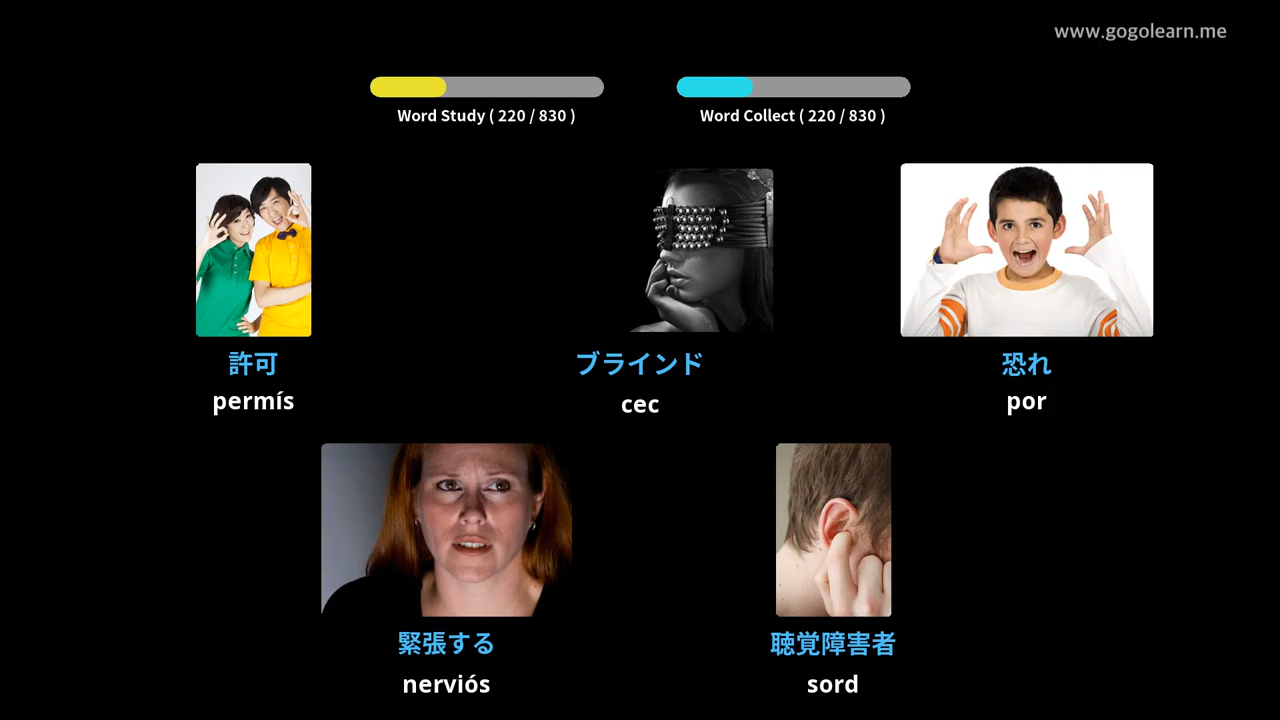 www.gogolearn.me
Word Study ( 220 / 830 )
Word Collect ( 220 / 830 )
許可
permís
ブラインド
cec
恐れ
por
緊張する
nerviós
聴覚障害者
sord